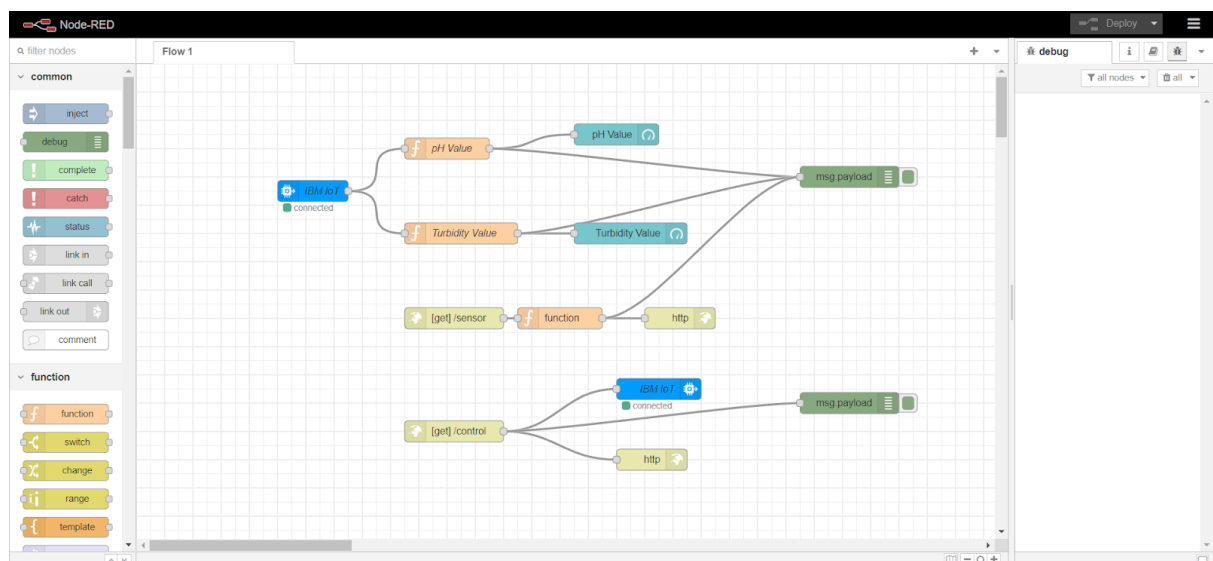 Node-RED
Deploy
filter nodes
Flow 1
debug
i
all nodes
all
common
inject
debug
complete
catch
status
link in
link call
link out
comment
function
function
switch
change
range
template
IBM IoT
connected
pH Value
pH Value
msg.payload
Turbidity Value
Turbidity Value
[get] /sensor
function
http
IBM IoT
connected
msg.payload
[get] /control
http